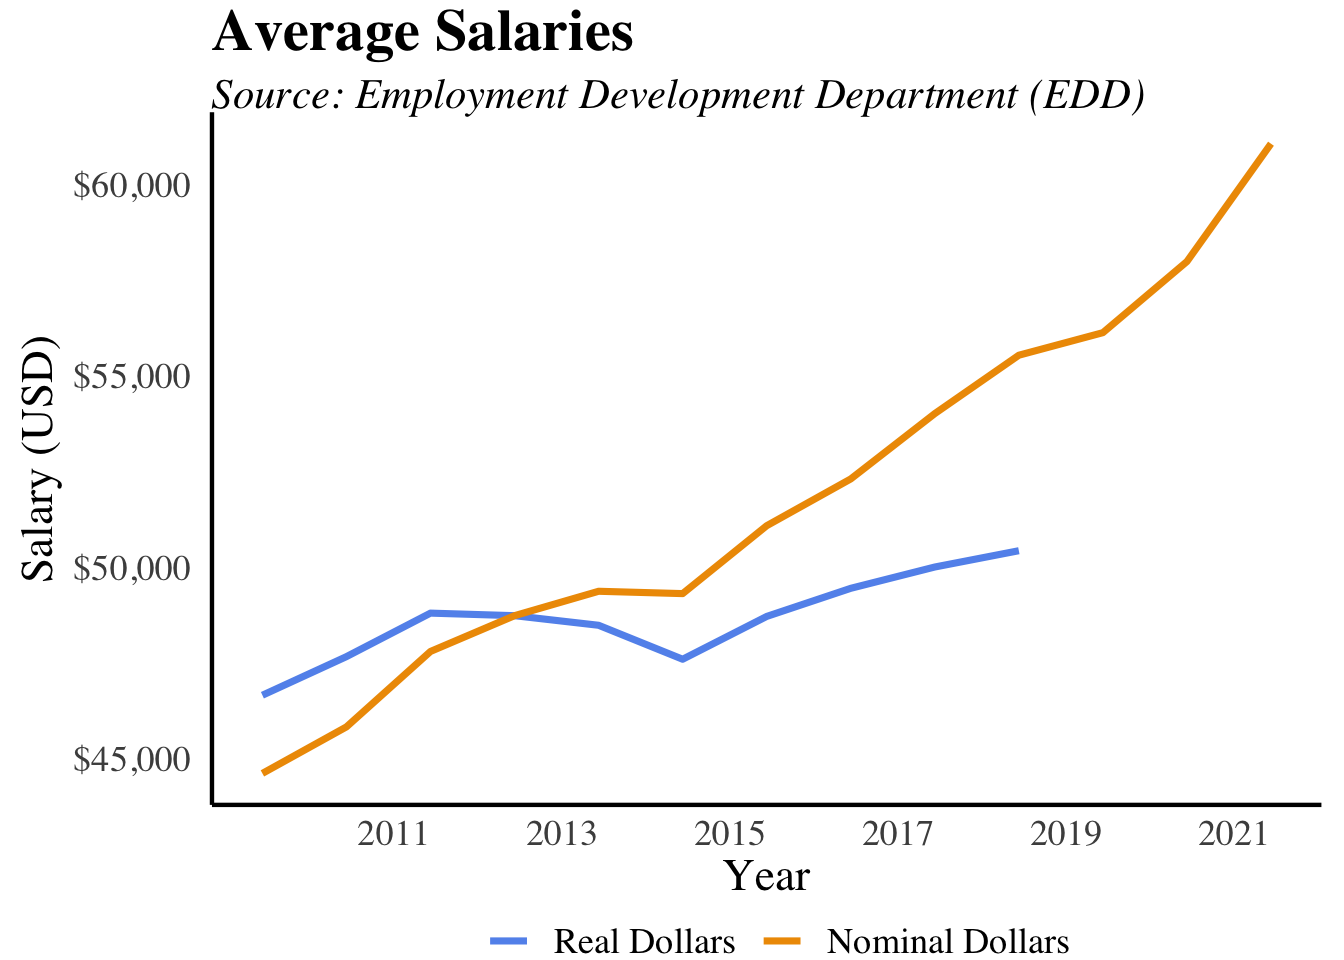 Average Salaries
Source: Employment Development Department (EDD)
$60,000
$55,000
$50,000
$45,000
Salary (USD)
2011 2013 2015 2017 2019 2021
Year
Real Dollars Nominal Dollars